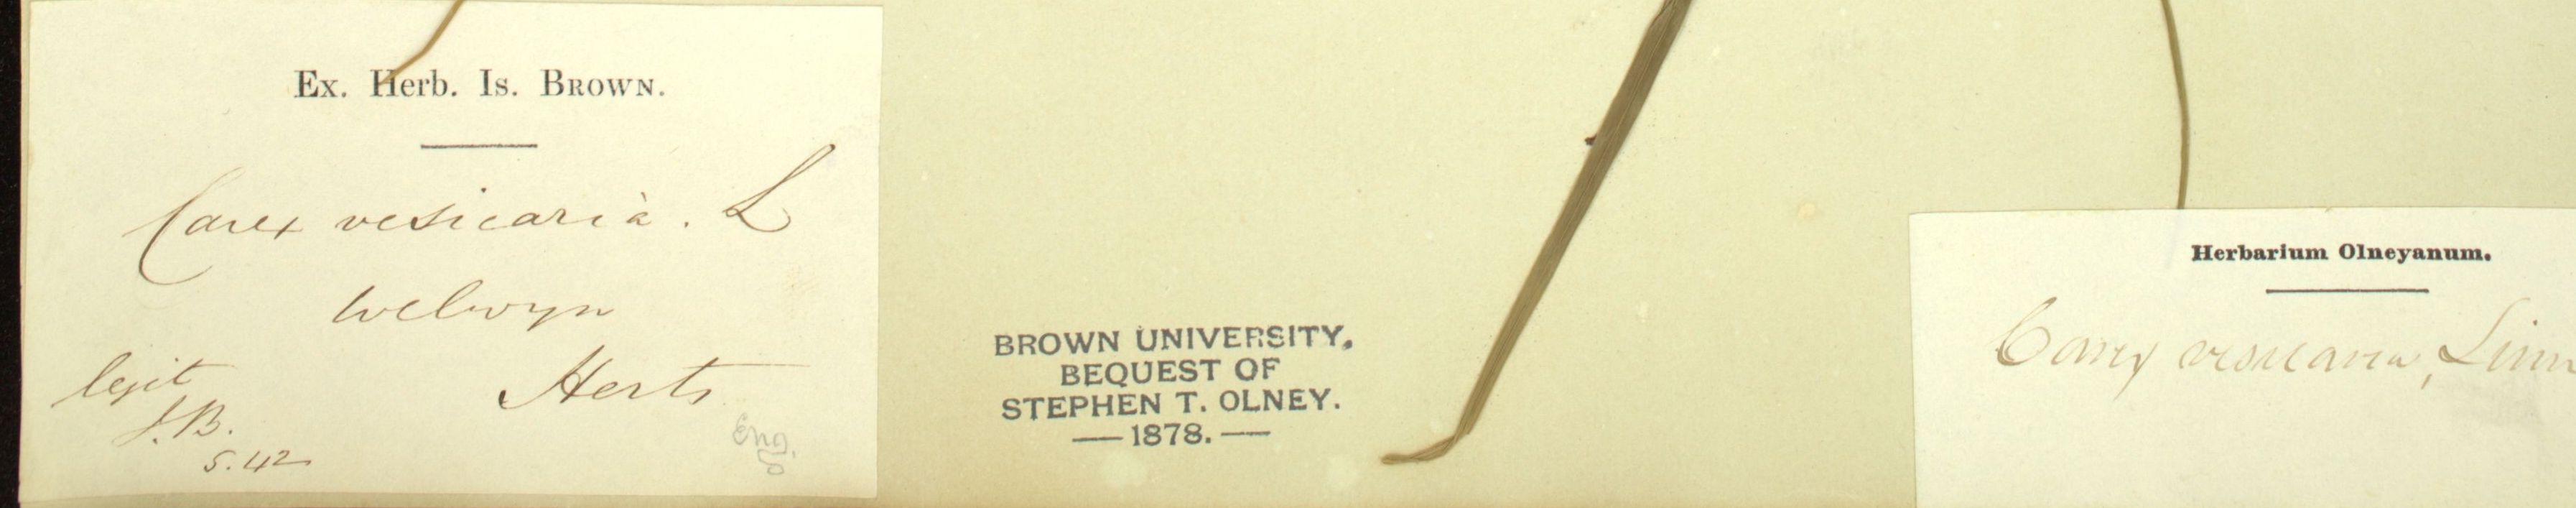 Ex. Herb. Is. Brown.
Carex vesicaria. L
Welwyn
Herts
legit
J.B.
5.42
Eng.
BROWN UNIVERSITY.
BEQUEST OF
STEPHEN T. OLNEY.
— 1878. —
Herbarium Olneyanum.
Carex vesicaria, Linn